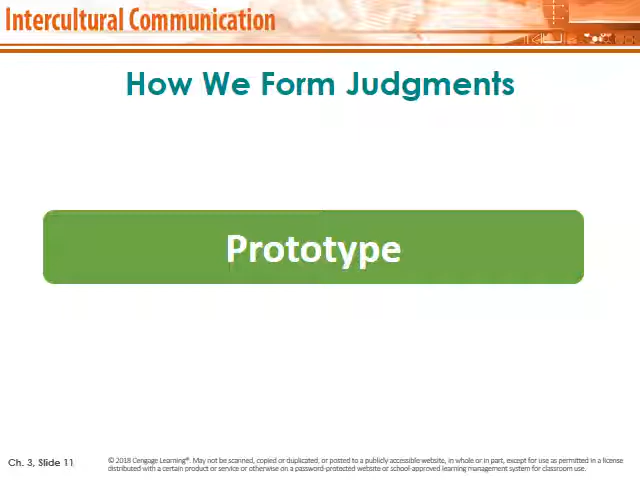 Intercultural Communication
How We Form Judgments
Prototype
Ch. 3, Slide 11
© 2018 Cengage Learning®. May not be scanned, copied or duplicated, or posted to a publicly accessible website, in whole or in part, except for use as permitted in a license
distributed with a certain product or service or otherwise on a password-protected website or school-approved learning management system for classroom use.